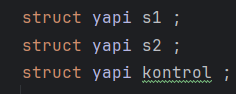 struct yapi s1 ;
struct yapi s2 ;
struct yapi kontrol ;